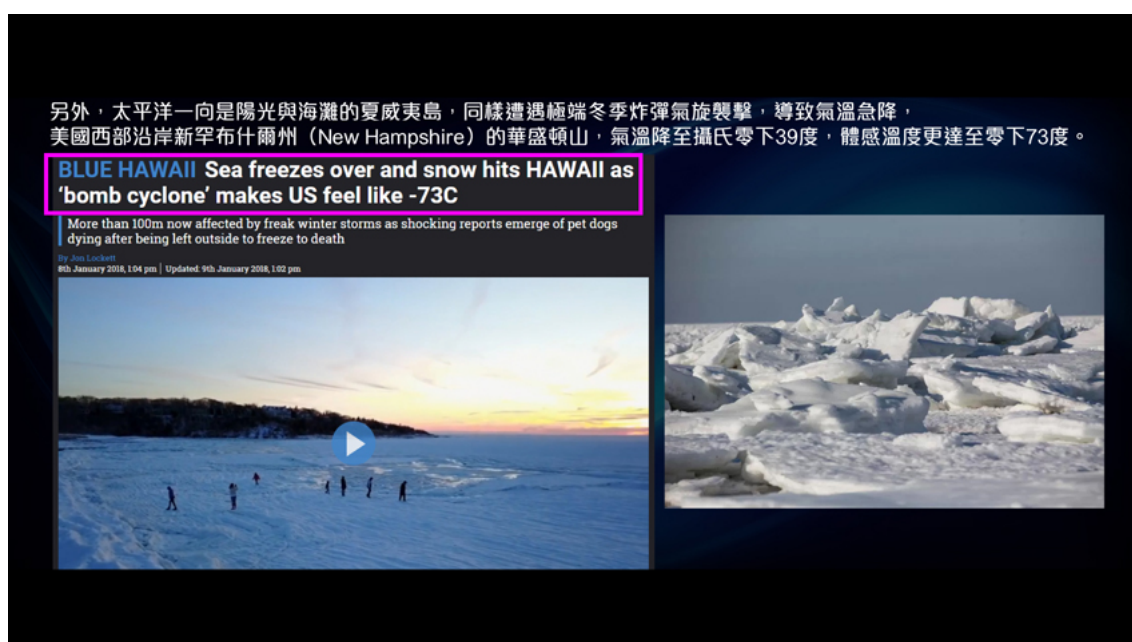 另外，太平洋一向是陽光與海灘的夏威夷島，同樣遭遇極端冬季炸彈氣旋襲擊，導致氣溫急降，
美國西部沿岸新罕布什爾州（New Hampshire）的華盛頓山，氣溫降至攝氏零下39度，體感溫度更達至零下73度。
BLUE HAWAII Sea freezes over and snow hits HAWAII as
‘bomb cyclone’ makes US feel like -73C
More than 100m now affected by freak winter storms as shocking reports emerge of pet dogs
dying after being left outside to freeze to death
By Jon Lockett
8th January 2018, 1:04 pm | Updated: 9th January 2018, 1:02 pm